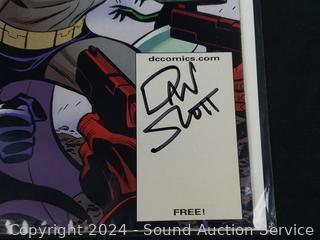 dccomics.com
DAN
SLOTT
FREE!
Copyright 2024 - Sound Auction Service